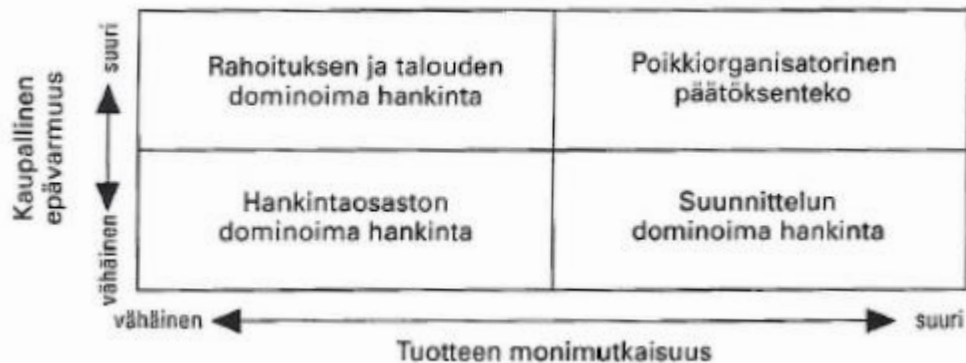 Kaupallinen
epävarmuus
suuri
vähäinen
Rahoituksen ja talouden
dominoima hankinta
Poikkiorganisatorinen
päätöksenteko
Hankintaosaston
dominoima hankinta
Suunnittelun
dominoima hankinta
vähäinen
suuri
Tuotteen monimutkaisuus